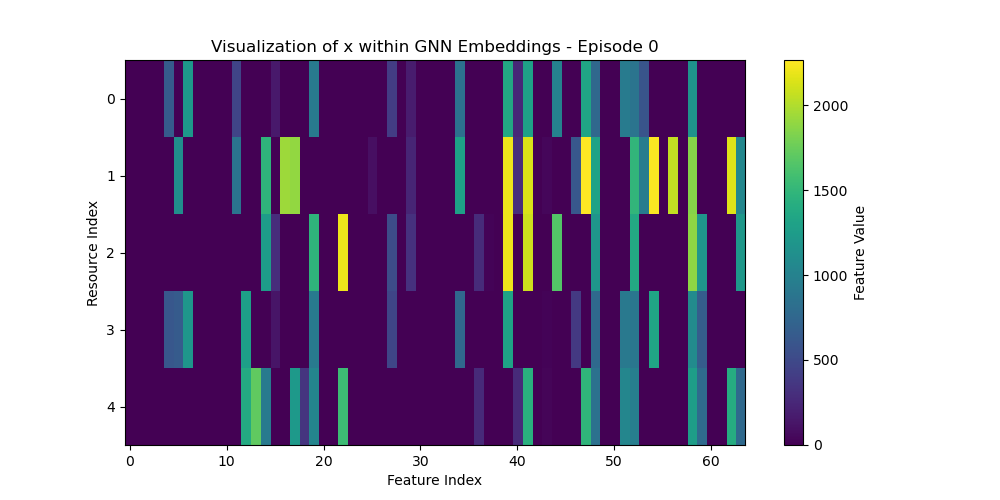 Visualization of x within GNN Embeddings - Episode 0
Resource Index
0
1
2
3
4
0 10 20 30 40 50 60
Feature Index
2000
1500
1000
500
0
Feature Value